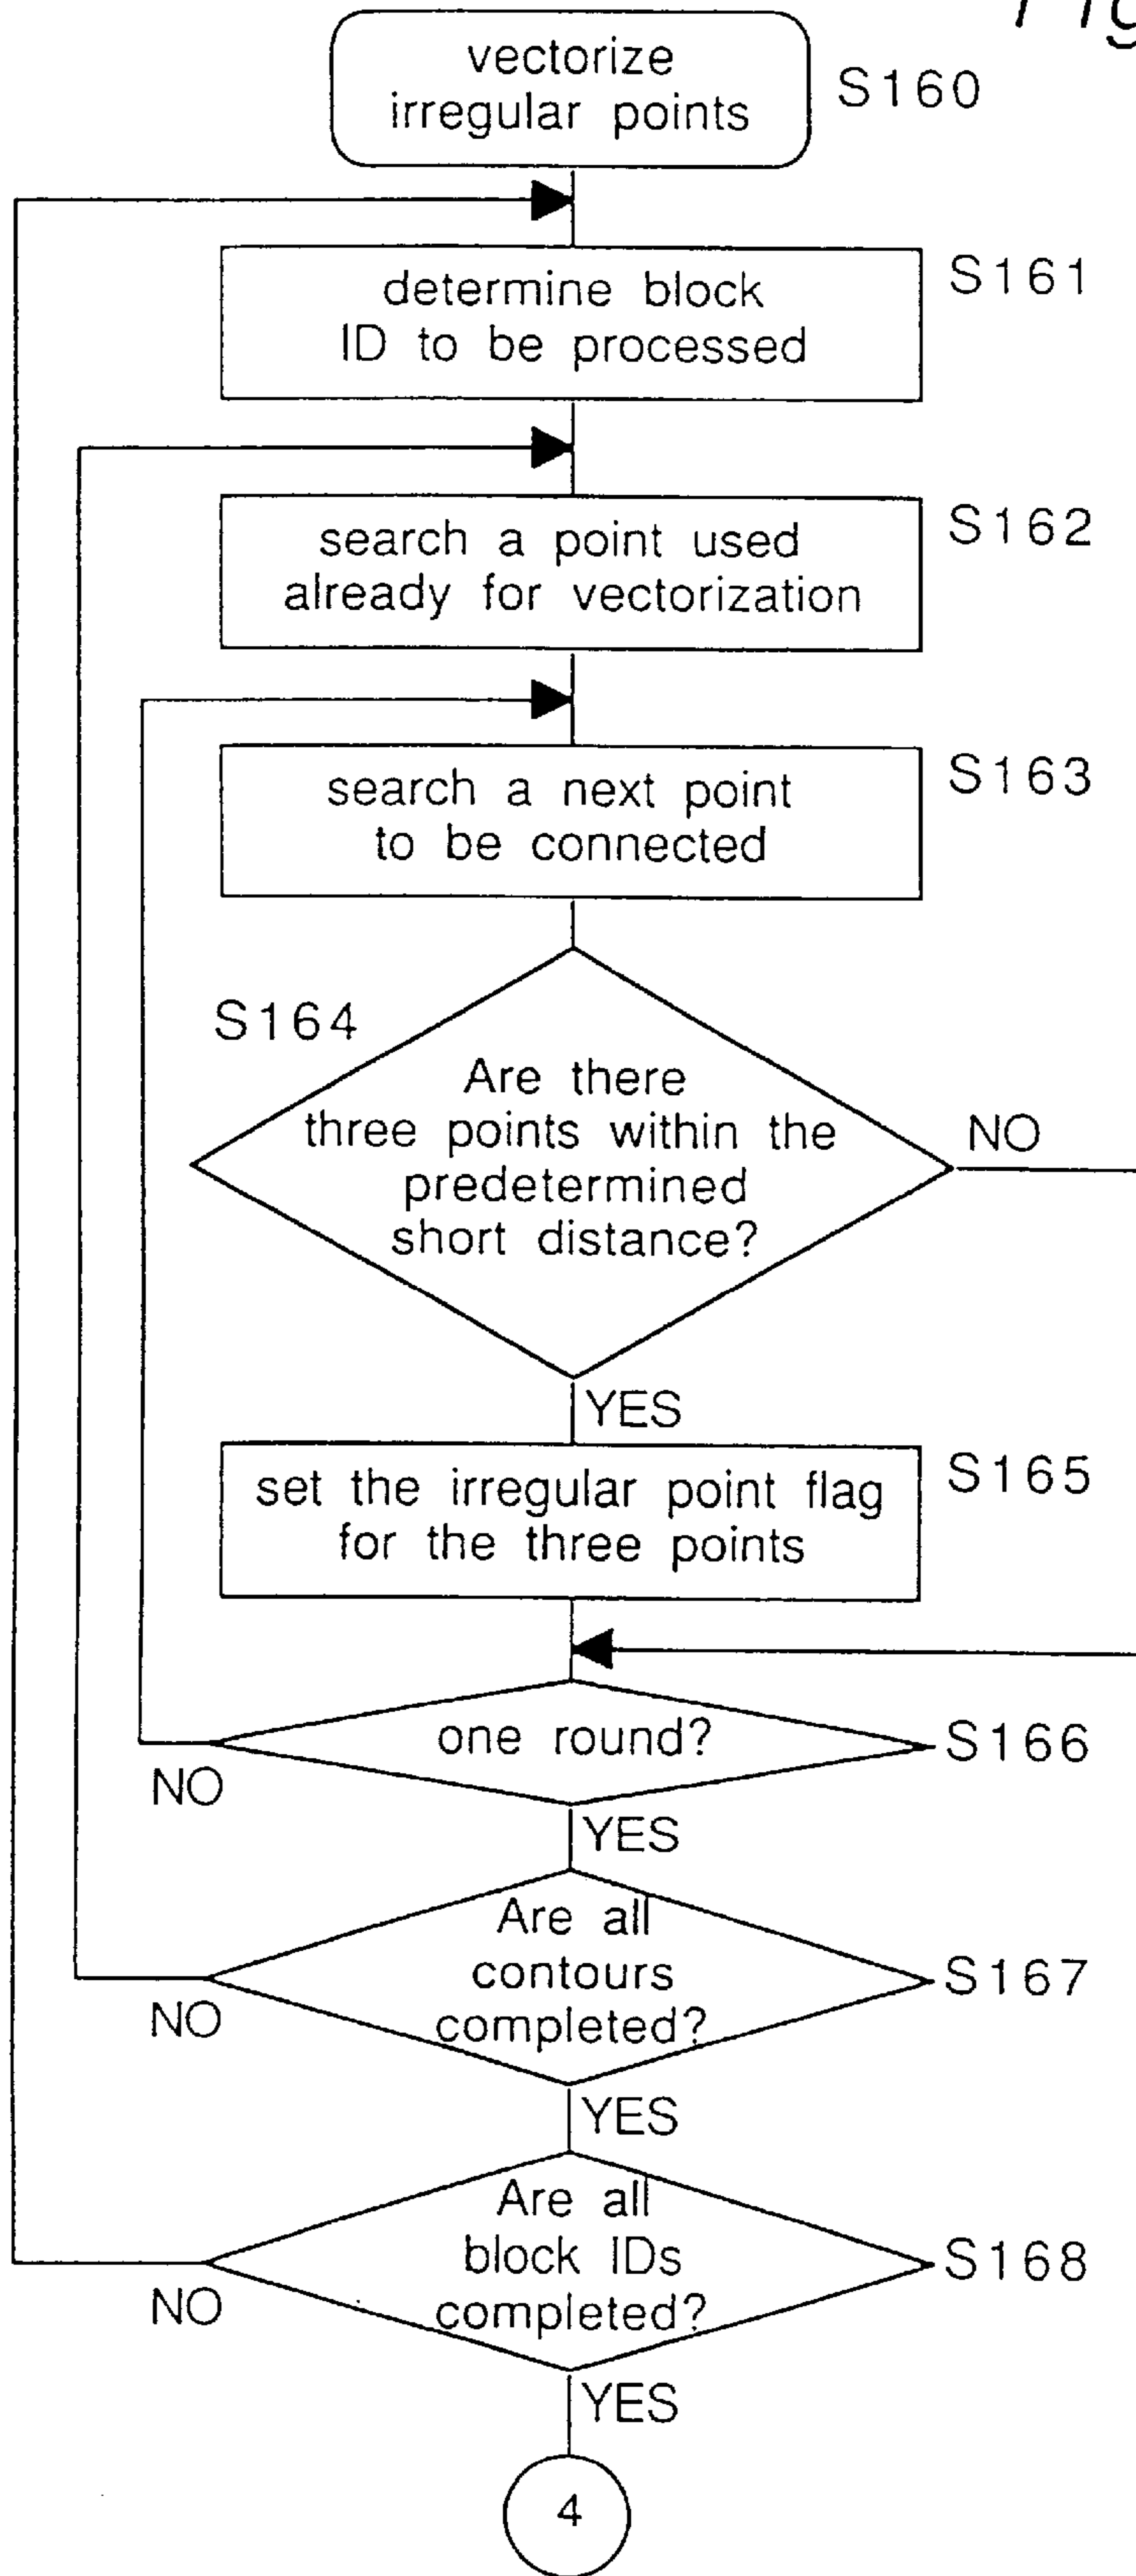 Fig
vectorize
irregular points
S160
determine block
ID to be processed
S161
search a point used
already for vectorization
S162
search a next point
to be connected
S163
S164
Are there
three points within the
predetermined
short distance?
NO
YES
set the irregular point flag
for the three points
S165
one round?
S166
NO
YES
Are all
contours
completed?
S167
NO
YES
Are all
block IDs
completed?
S168
NO
YES
4